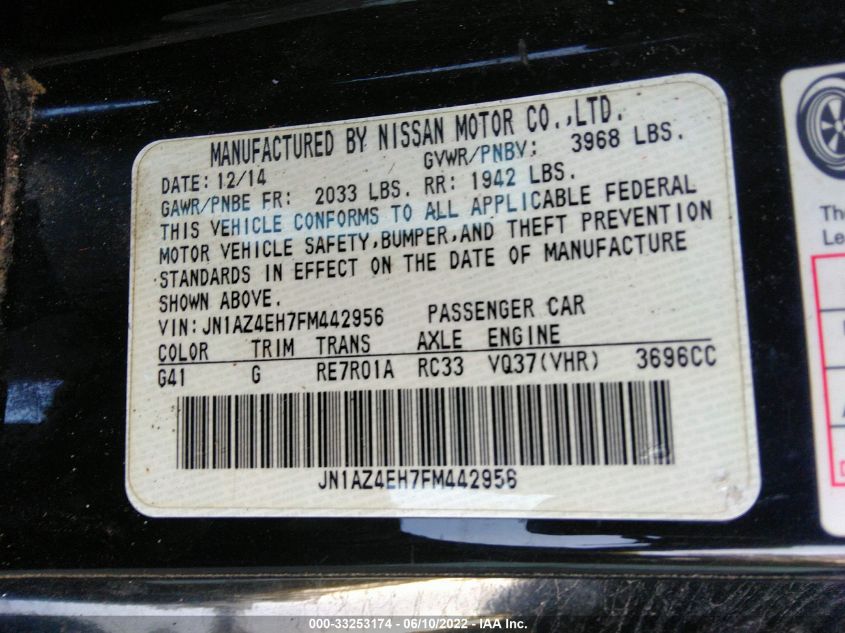 MANUFACTURED BY NISSAN MOTOR CO.,LTD.
DATE: 12/14 GVWR/PNBV: 3968 LBS.
GAWR/PNBE FR: 2033 LBS. RR: 1942 LBS.
THIS VEHICLE CONFORMS TO ALL APPLICABLE FEDERAL
MOTOR VEHICLE SAFETY,BUMPER,AND THEFT PREVENTION
STANDARDS IN EFFECT ON THE DATE OF MANUFACTURE
SHOWN ABOVE.
VIN:JN1AZ4EH7FM442956 PASSENGER CAR
COLOR TRIM TRANS AXLE ENGINE
G41 G RE7R01A RC33 VQ37(VHR) 3696CC
JN1AZ4EH7FM442956
The
Le
000-33253174 - 06/10/2022 - IAA Inc.